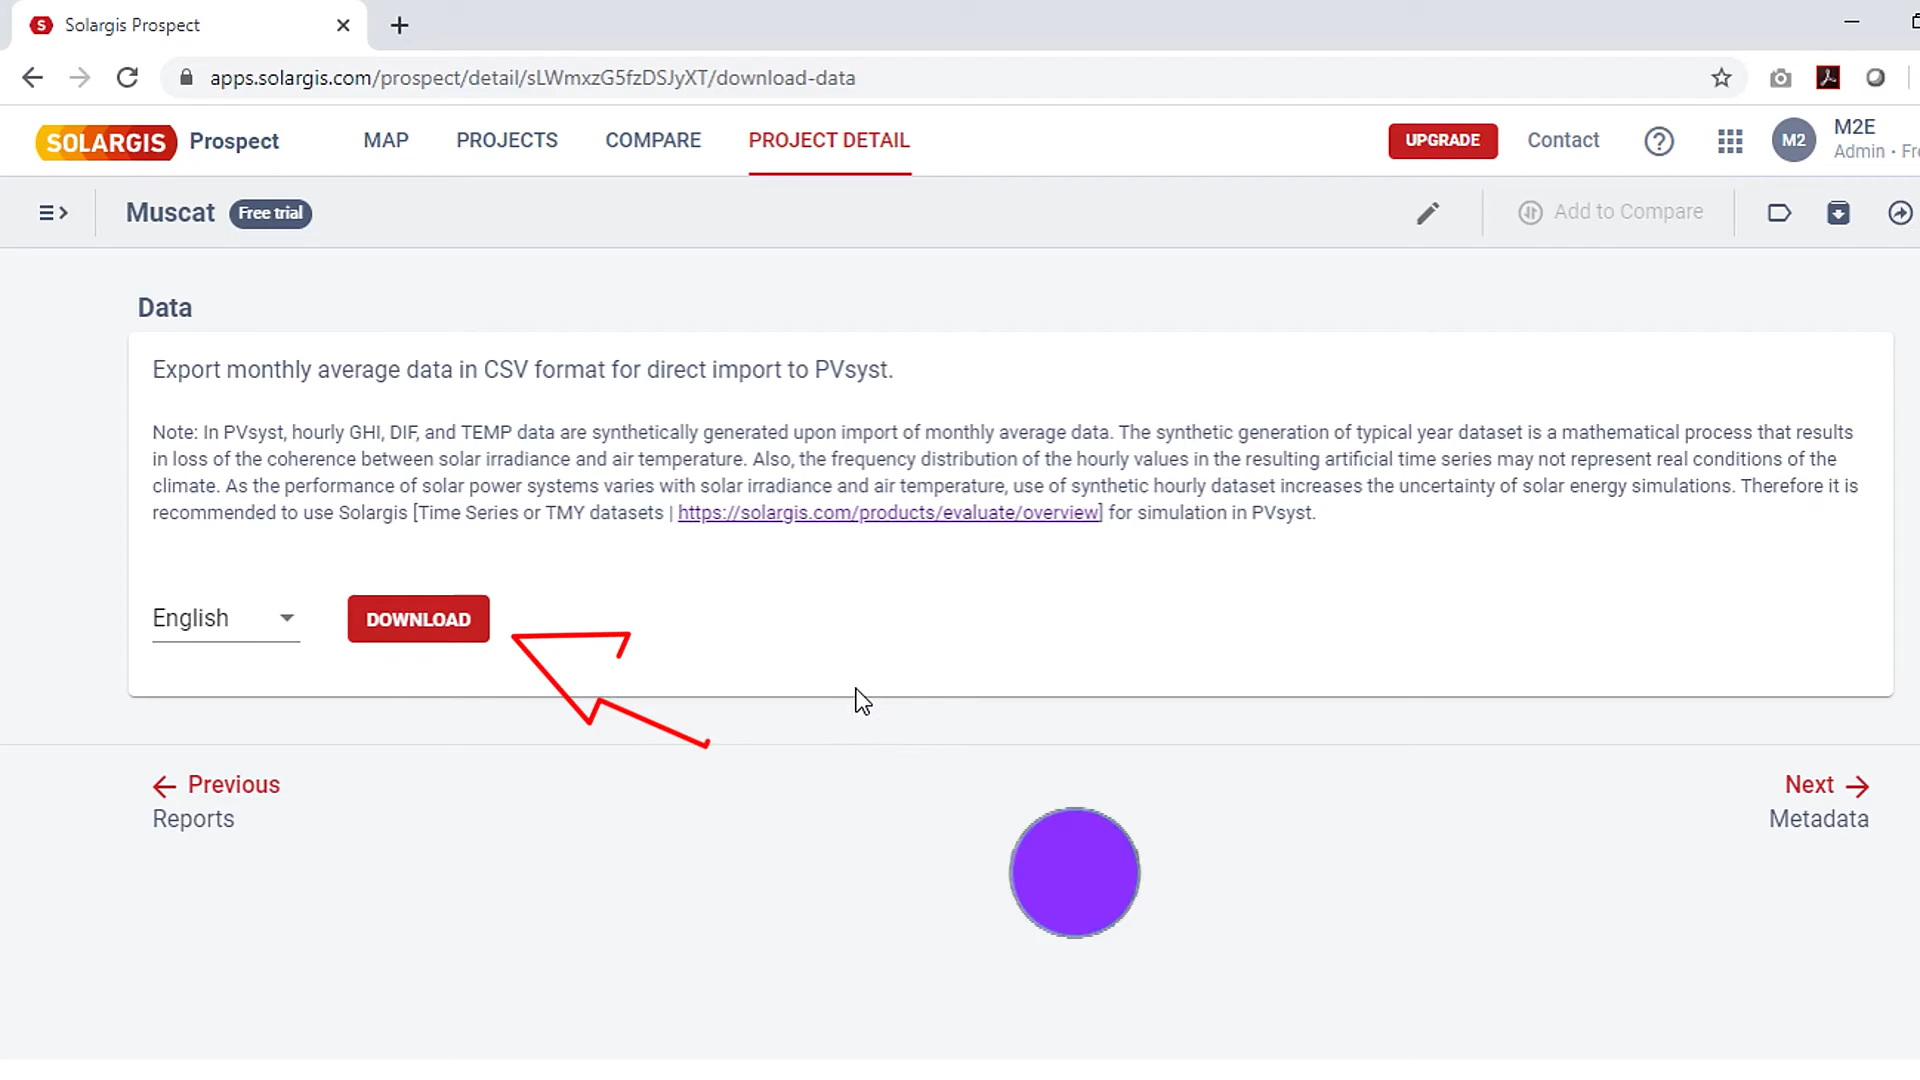 S Solargis Prospect
apps.solargis.com/prospect/detail/sLWmxzG5fzDSJyXT/download-data
SOLARGIS Prospect MAP PROJECTS COMPARE PROJECT DETAIL UPGRADE Contact ? M2 M2E
Admin • Fre
Muscat Free trial Add to Compare
Data
Export monthly average data in CSV format for direct import to PVsyst.
Note: In PVsyst, hourly GHI, DIF, and TEMP data are synthetically generated upon import of monthly average data. The synthetic generation of typical year dataset is a mathematical process that results
in loss of the coherence between solar irradiance and air temperature. Also, the frequency distribution of the hourly values in the resulting artificial time series may not represent real conditions of the
climate. As the performance of solar power systems varies with solar irradiance and air temperature, use of synthetic hourly dataset increases the uncertainty of solar energy simulations. Therefore it is
recommended to use Solargis [Time Series or TMY datasets | https://solargis.com/products/evaluate/overview] for simulation in PVsyst.
English DOWNLOAD
Previous Next
Reports Metadata